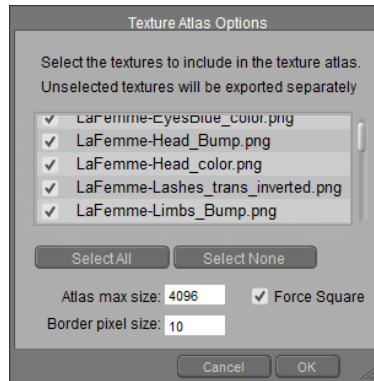 Texture Atlas Options
Select the textures to include in the texture atlas.
Unselected textures will be exported separately
LaFemme-EyesBlue_color.png
LaFemme-Head_Bump.png
LaFemme-Head_color.png
LaFemme-Lashes_trans_inverted.png
LaFemme-Limbs_Bump.png
Select All Select None
Atlas max size: 4096 Force Square
Border pixel size: 10
Cancel OK